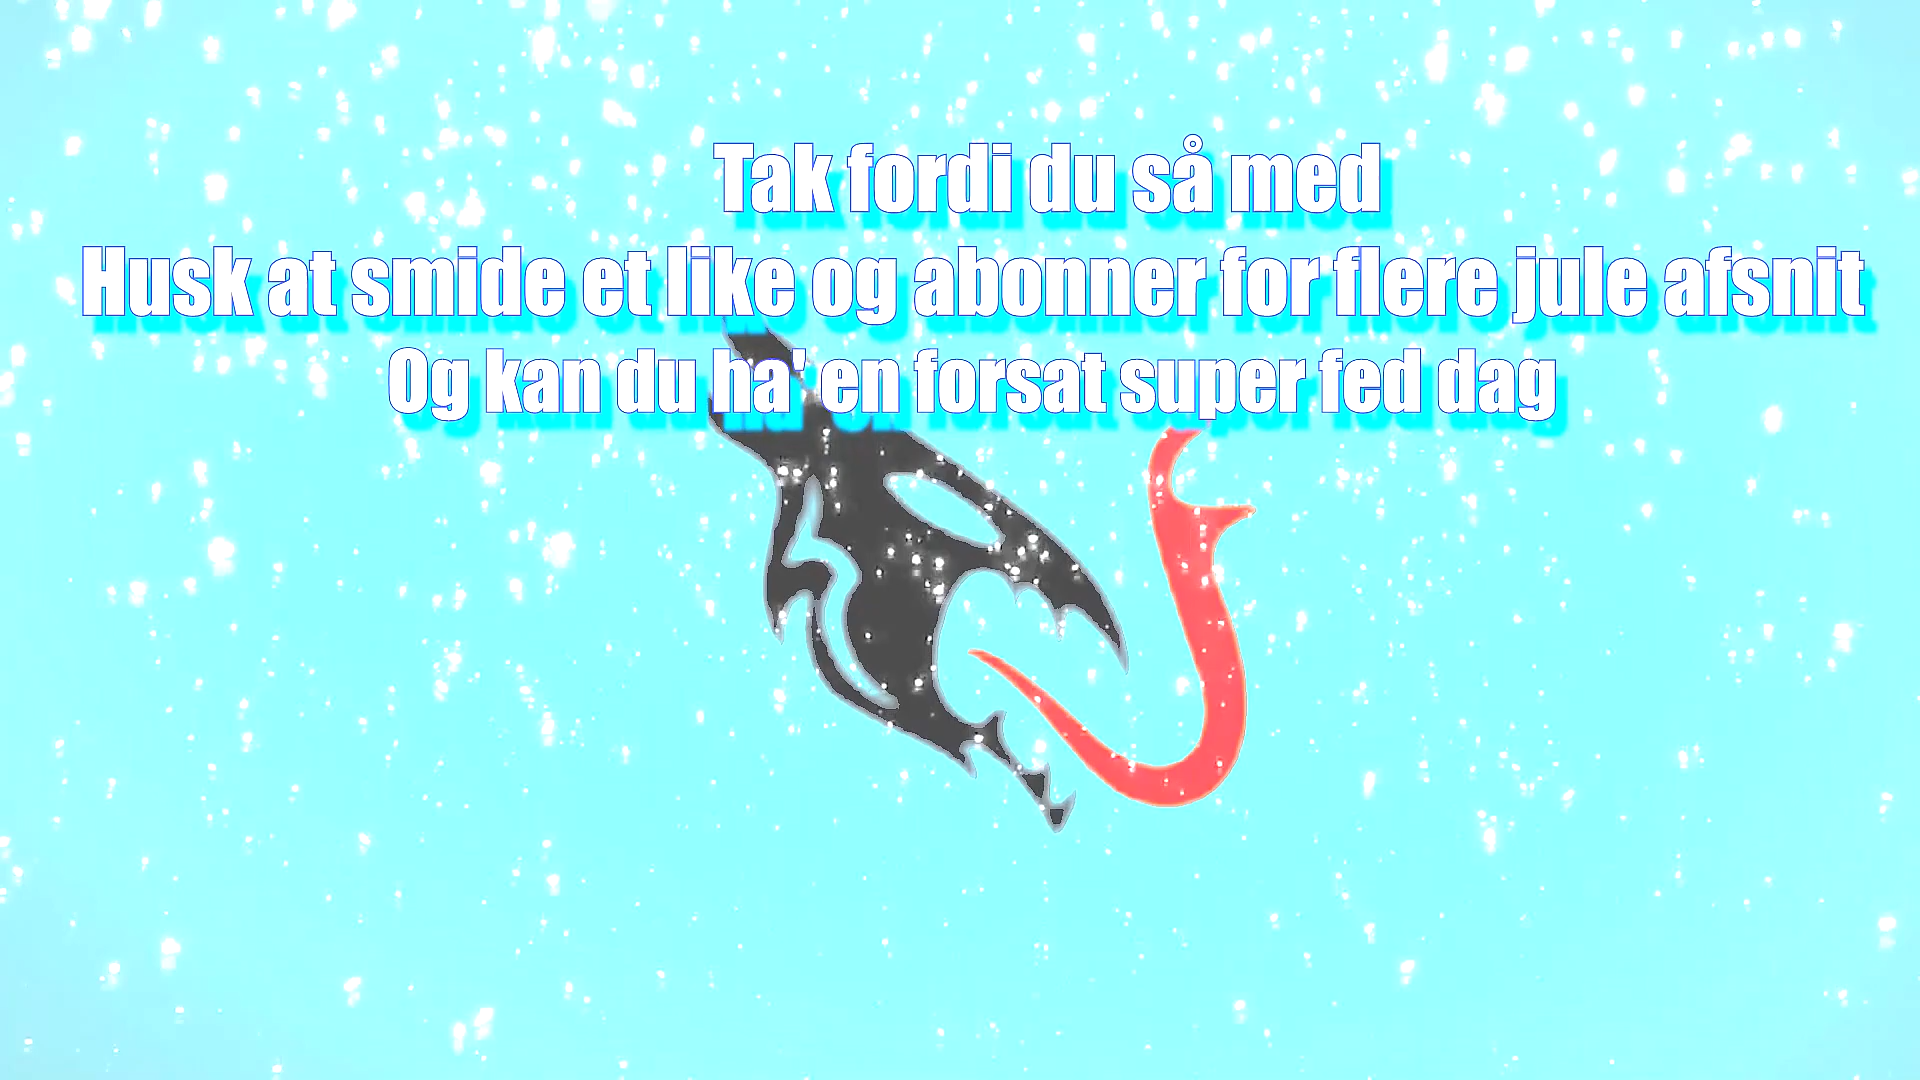 Tak fordi du så med
Husk at smide et like og abonner for flere jule afsnit
Og kan du ha' en forsat super fed dag